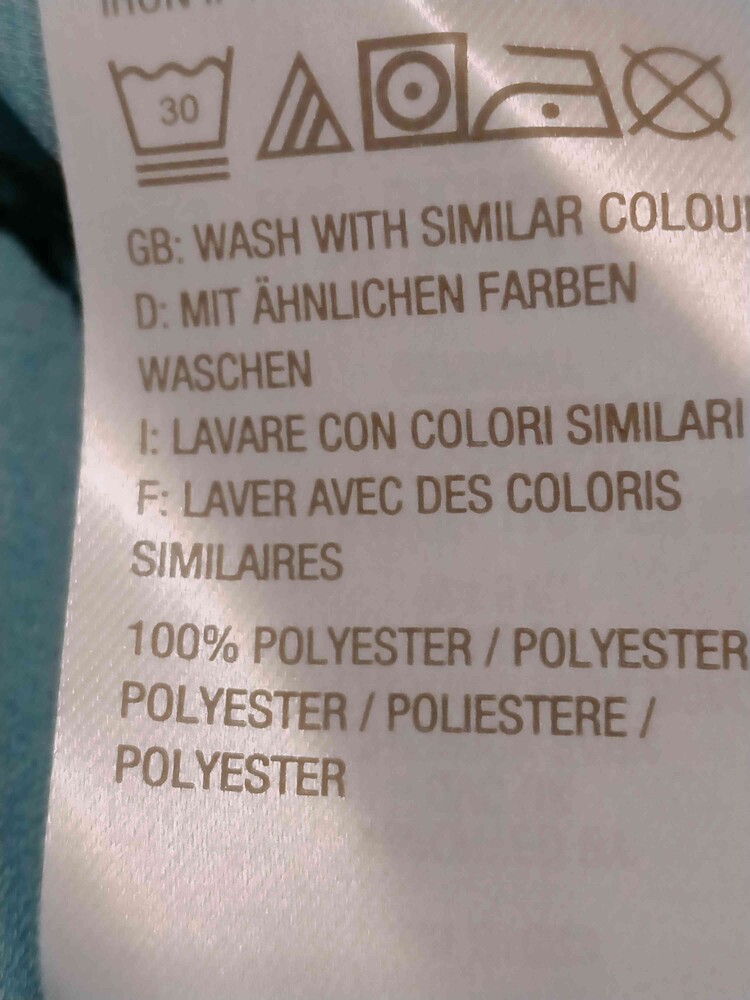 30
GB: WASH WITH SIMILAR
D: MIT ÄHNLICHEN FARBEN
WASCHEN
I: LAVARE CON COLORI SIMILARI
F: LAVER AVEC DES COLORIS
SIMILAIRES
100% POLYESTER / POLYESTER
POLYESTER / POLIESTERE /
POLYESTER